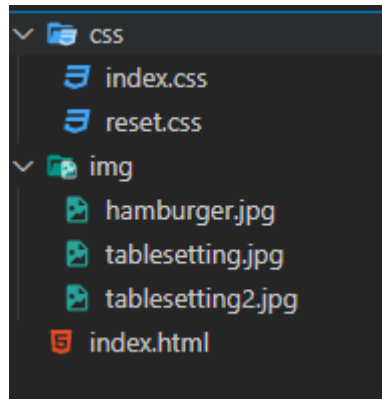 css
index.css
reset.css
img
hamburger.jpg
tablesetting.jpg
tablesetting2.jpg
index.html